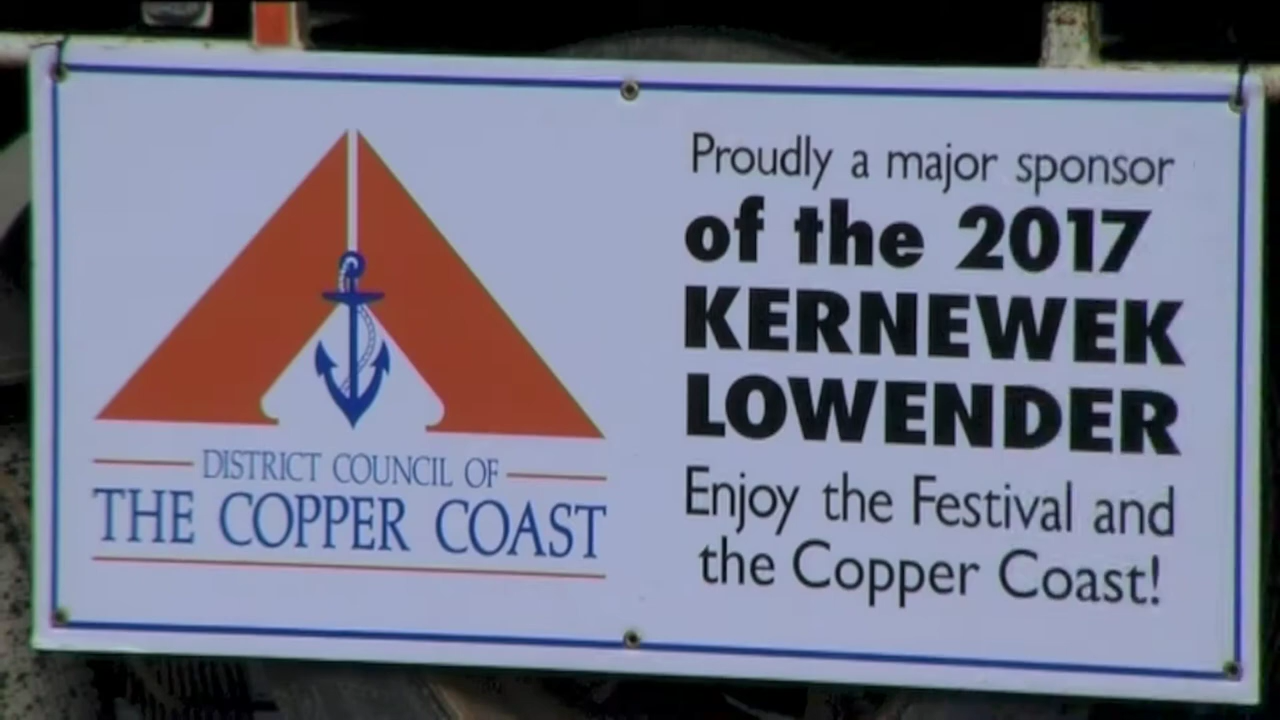 DISTRICT COUNCIL OF
THE COPPER COAST
Proudly a major sponsor
of the 2017
KERNEWEK
LOWENDER
Enjoy the Festival and
the Copper Coast!